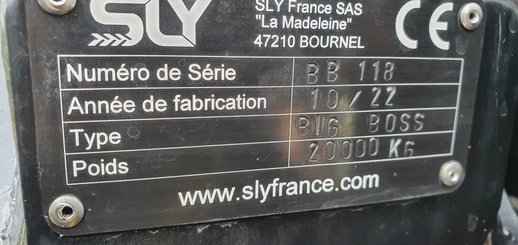 SLY
SLY France SAS
"La Madeleine"
47210 BOURNEL
CE
Numéro de Série BB 118
Année de fabrication 10/22
Type BIG BOSS
Poids 20000 KG
www.slyfrance.com